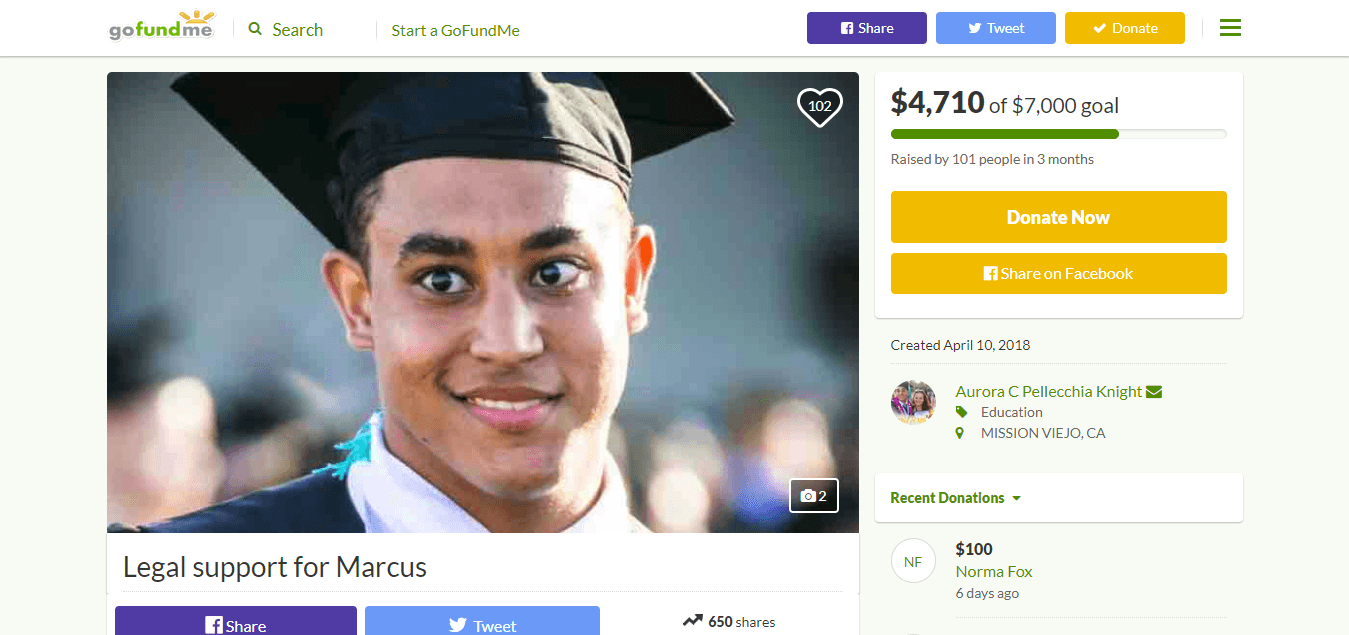 gofundme
Search
Start a GoFundMe
Share
Tweet
Donate
102
2
Legal support for Marcus
Share
Tweet
650 shares
$4,710 of $7,000 goal
Raised by 101 people in 3 months
Donate Now
Share on Facebook
Created April 10, 2018
Aurora C Pellecchia Knight
Education
MISSION VIEJO, CA
Recent Donations
NF
$100
Norma Fox
6 days ago